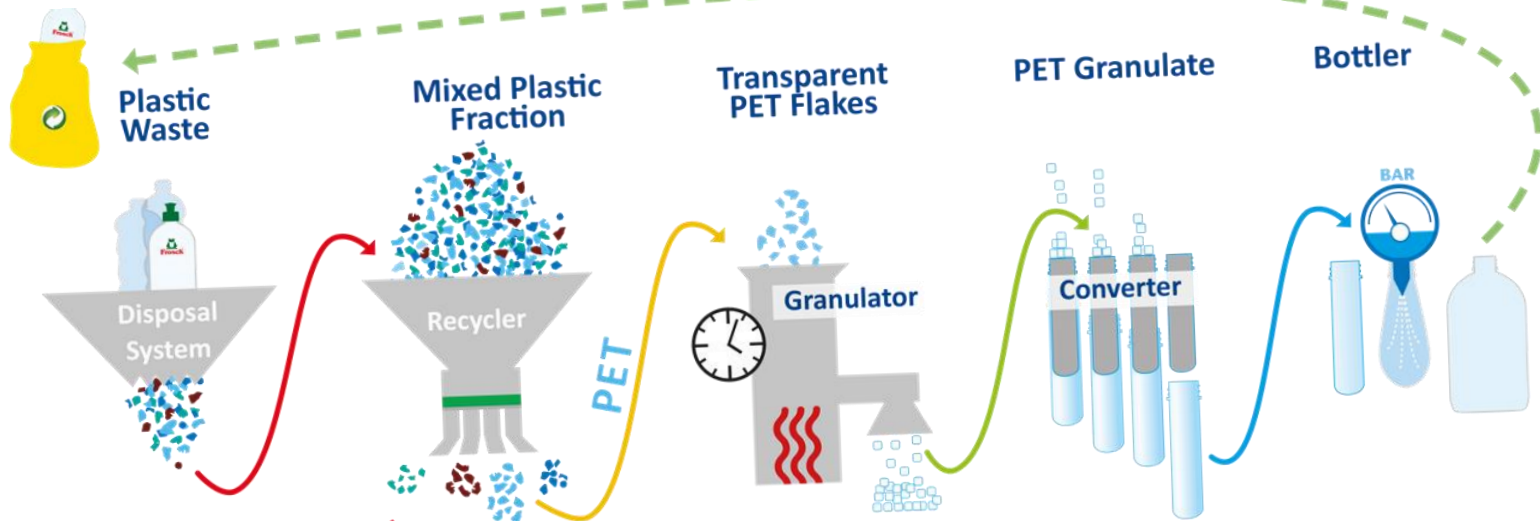 Frosch
Plastic
Waste
Mixed Plastic
Fraction
Transparent
PET Flakes
PET Granulate
Bottler
Frosch
Disposal
System
Recycler
PET
Granulator
Converter
BAR